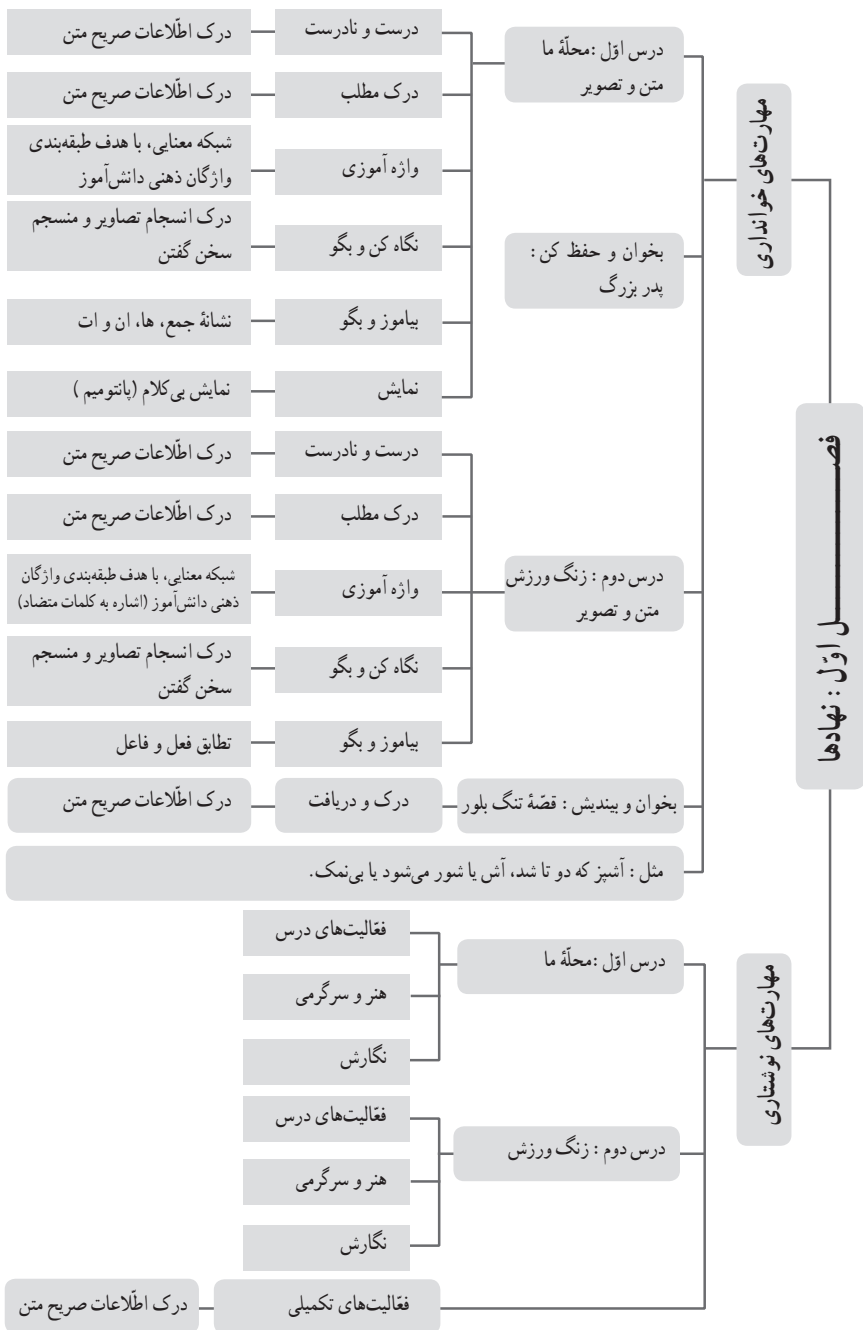 فصل اوّل : نهادها
مهارت‌های خوانداری
درس اوّل :محلّهٔ ما
متن و تصویر
درست و نادرست
درک اطّلاعات صریح متن
درک مطلب
درک اطّلاعات صریح متن
واژه آموزی
شبکه معنایی، با هدف طبقه‌بندی
واژگان ذهنی دانش‌آموز
نگاه کن و بگو
درک انسجام تصاویر و منسجم
سخن گفتن
بیاموز و بگو
نشانهٔ جمع، ها، ان و ات
نمایش
نمایش بی‌کلام (پانتومیم )
بخوان و حفظ کن :
پدر بزرگ
درس دوم : زنگ ورزش
متن و تصویر
درست و نادرست
درک اطّلاعات صریح متن
درک مطلب
درک اطّلاعات صریح متن
واژه آموزی
شبکه معنایی، با هدف طبقه‌بندی واژگان
ذهنی دانش‌آموز (اشاره به کلمات متضاد)
نگاه کن و بگو
درک انسجام تصاویر و منسجم
سخن گفتن
بیاموز و بگو
تطابق فعل و فاعل
بخوان و بیندیش : قصّهٔ تنگ بلور
درک و دریافت
درک اطّلاعات صریح متن
مثل : آشپز که دو تا شد، آش یا شور می‌شود یا بی‌نمک.
مهارت‌های نوشتاری
درس اوّل :محلّهٔ ما
فعّالیت‌های درس
هنر و سرگرمی
نگارش
درس دوم : زنگ ورزش
فعّالیت‌های درس
هنر و سرگرمی
نگارش
فعّالیت‌های تکمیلی
درک اطّلاعات صریح متن